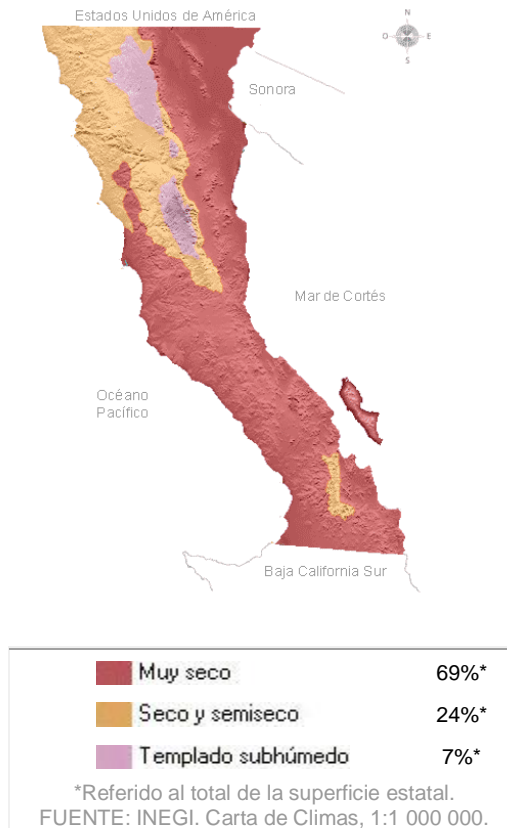 Estados Unidos de América
N
O
E
S
Sonora
Mar de Cortés
Océano
Pacífico
Baja California Sur
Muy seco 69%*
Seco y semiseco 24%*
Templado subhúmedo 7%*
*Referido al total de la superficie estatal.
FUENTE: INEGI. Carta de Climas, 1:1 000 000.